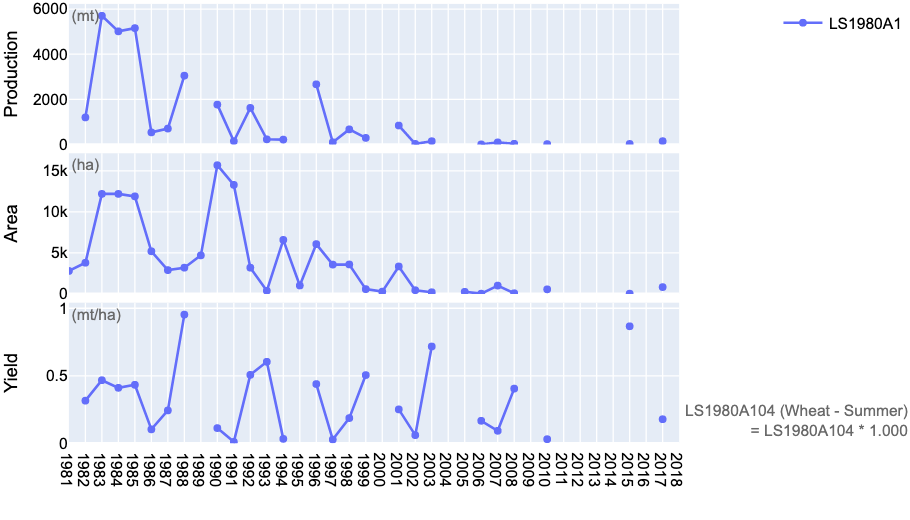 Production
6000
4000
2000
0
(mt)
LS1980A1
Area
15k
10k
5k
0
(ha)
Yield
1
0.5
0
(mt/ha)
LS1980A104 (Wheat - Summer)
= LS1980A104 * 1.000
1981 1982 1983 1984 1985 1986 1987 1988 1989 1990 1991 1992 1993 1994 1995 1996 1997 1998 1999 2000 2001 2002 2003 2004 2005 2006 2007 2008 2009 2010 2011 2012 2013 2014 2015 2016 2017 2018